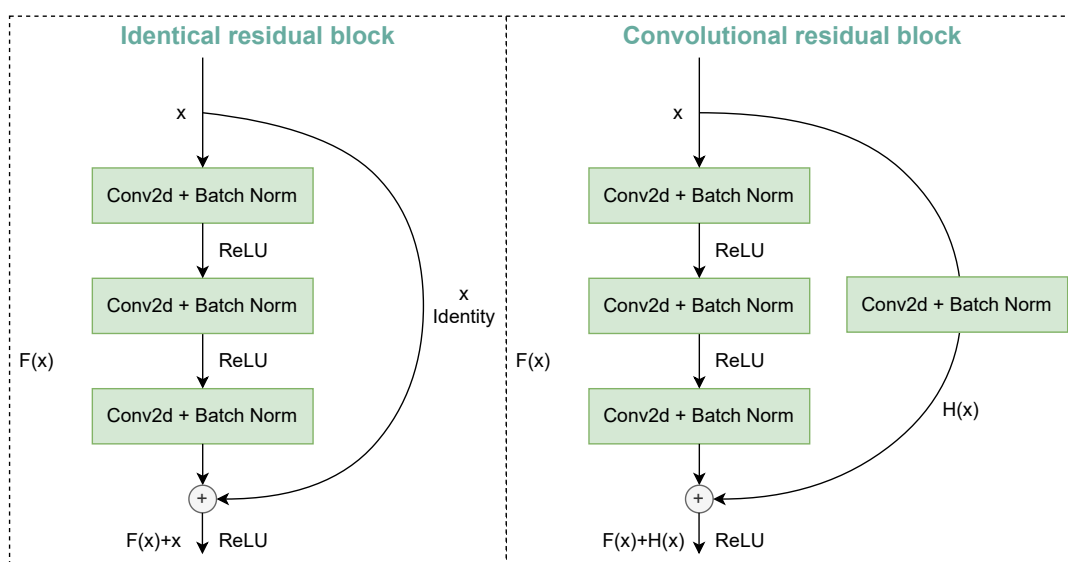 Identical residual block
x
Conv2d + Batch Norm
ReLU
Conv2d + Batch Norm
x
Identity
F(x)
ReLU
Conv2d + Batch Norm
+
F(x)+x
ReLU
Convolutional residual block
x
Conv2d + Batch Norm
ReLU
Conv2d + Batch Norm
Conv2d + Batch Norm
F(x)
ReLU
Conv2d + Batch Norm
H(x)
+
F(x)+H(x)
ReLU